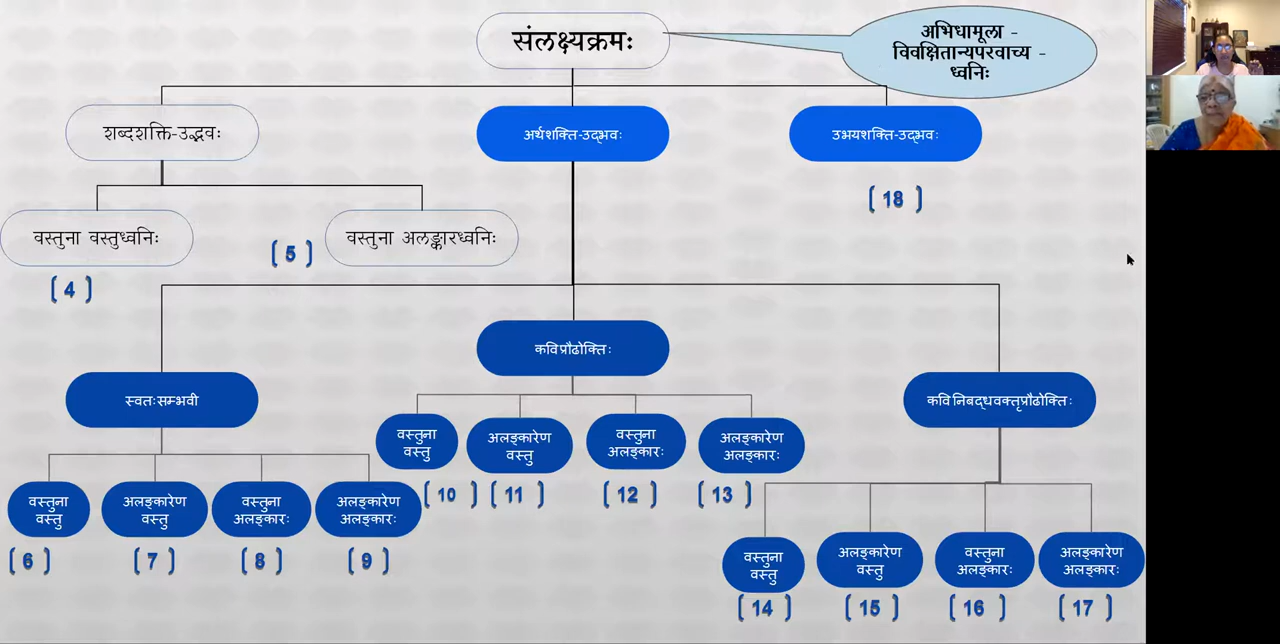 संलक्ष्यक्रमः
अभिधामूला -
विवक्षितान्यपरवाच्य -
ध्वनिः
शब्दशक्ति-उद्भवः
अर्थशक्ति-उद्‌भवः
उभयशक्ति-उद्‌भवः
[ 18 ]
वस्तुना वस्तुध्वनिः
[ 5 ]
वस्तुना अलङ्कारध्वनिः
[ 4 ]
कविप्रौढोक्तिः
स्वतःसम्भवी
कविनिबद्धवक्तृप्रौढोक्तिः
वस्तुना
वस्तु
अलङ्कारेण
वस्तु
वस्तुना
अलङ्कारः
अलङ्कारेण
अलङ्कारः
[ 10 ]
[ 11 ]
[ 12 ]
[ 13 ]
वस्तुना
वस्तु
अलङ्कारेण
वस्तु
वस्तुना
अलङ्कारः
अलङ्कारेण
अलङ्कारः
[ 6 ]
[ 7 ]
[ 8 ]
[ 9 ]
वस्तुना
वस्तु
अलङ्कारेण
वस्तु
वस्तुना
अलङ्कारः
अलङ्कारेण
अलङ्कारः
[ 14 ]
[ 15 ]
[ 16 ]
[ 17 ]